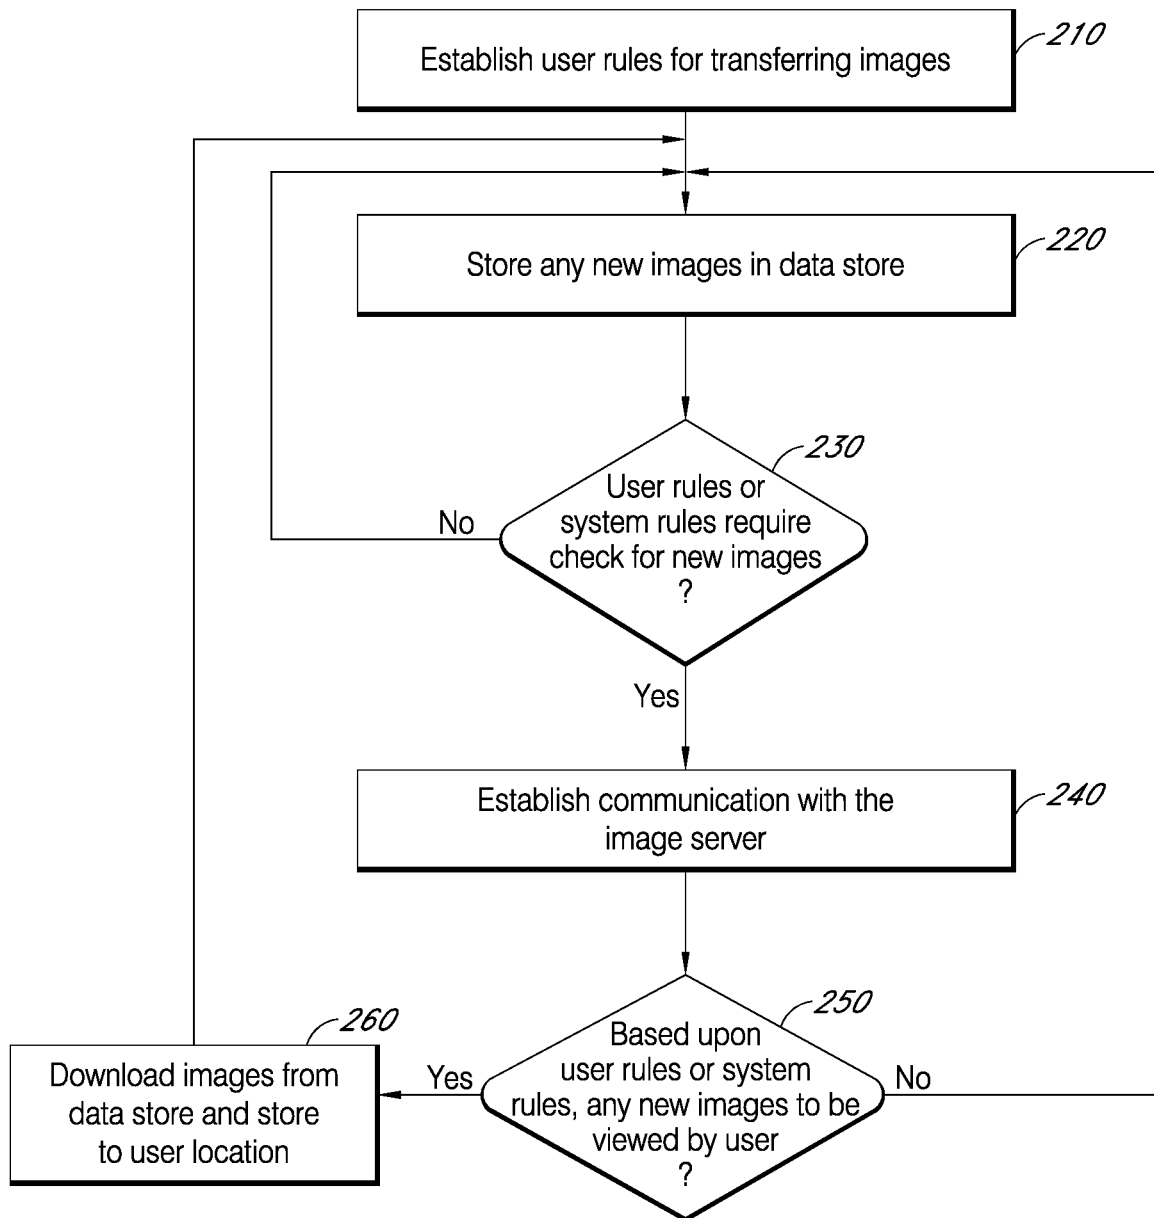 210
Establish user rules for transferring images
220
Store any new images in data store
230
User rules or
system rules require
check for new images
?
No
Yes
240
Establish communication with the
image server
250
Based upon
user rules or system
rules, any new images to be
viewed by user
?
Yes
No
260
Download images from
data store and store
to user location